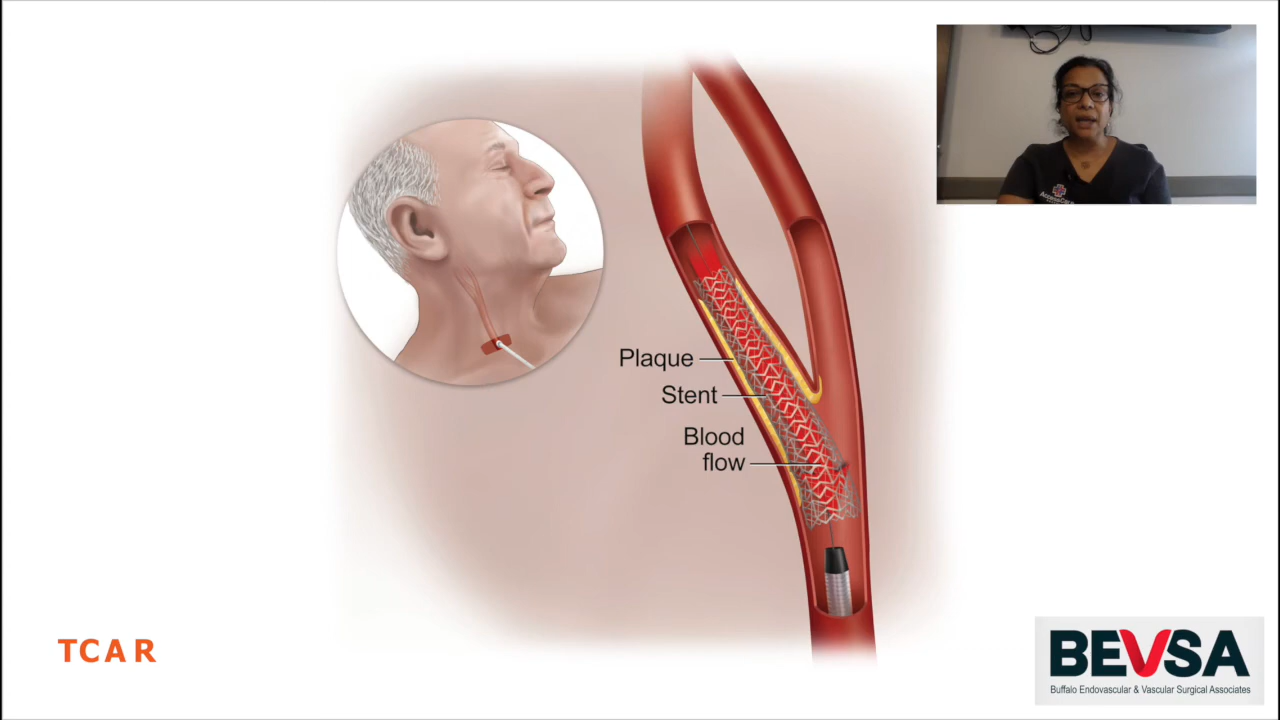 Plaque
Stent
Blood
flow
TCAR
BEVSA
Buffalo Endovascular & Vascular Surgical Associates